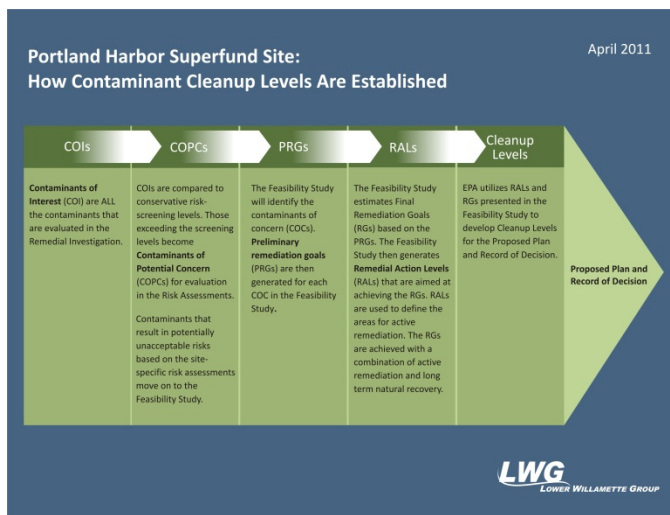 Portland Harbor Superfund Site:
How Contaminant Cleanup Levels Are Established
April 2011
COIs
COPCs
PRGs
RALs
Cleanup
Levels
Contaminants of
Interest (COI) are ALL
the contaminants that
are evaluated in the
Remedial Investigation.
COIs are compared to
conservative risk-
screening levels. Those
exceeding the screening
levels become
Contaminants of
Potential Concern
(COPCs) for evaluation
in the Risk Assessments.
Contaminants that
result in potentially
unacceptable risks
based on the site-
specific risk assessments
move on to the
Feasibility Study.
The Feasibility Study
will identify the
contaminants of
concern (COCs).
Preliminary
remediation goals
(PRGs) are then
generated for each
COC in the Feasibility
Study.
The Feasibility Study
estimates Final
Remediation Goals
(RGs) based on the
PRGs. The Feasibility
Study then generates
Remedial Action Levels
(RALs) that are aimed at
achieving the RGs. RALs
are used to define the
areas for active
remediation. The RGs
are achieved with a
combination of active
remediation and long
term natural recovery.
EPA utilizes RALs and
RGs presented in the
Feasibility Study to
develop Cleanup Levels
for the Proposed Plan
and Record of Decision.
Proposed Plan and
Record of Decision
LWG
LOWER WILLAMETTE GROUP